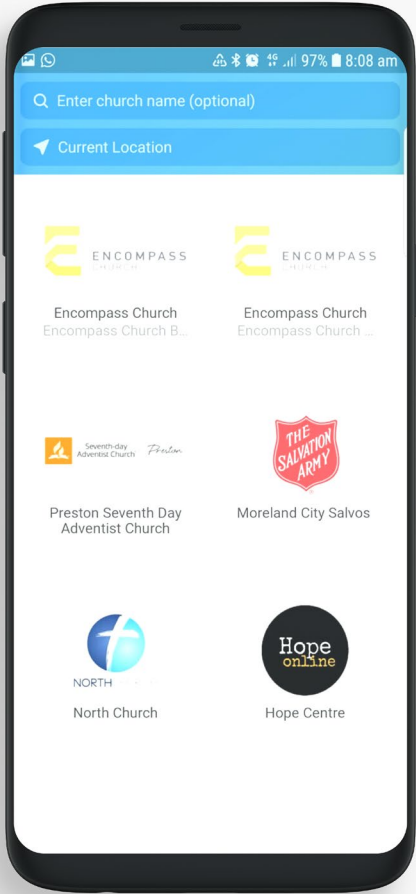 4G 97% 8:08 am
Enter church name (optional)
Current Location
ENCOMPASS
CHURCH
ENCOMPASS
CHURCH
Encompass Church
Encompass Church B...
Encompass Church
Encompass Church ...
Seventh-day
Adventist Church
Preston
THE
SALVATION
ARMY
Preston Seventh Day
Adventist Church
Moreland City Salvos
NORTH
Hope
online
North Church
Hope Centre